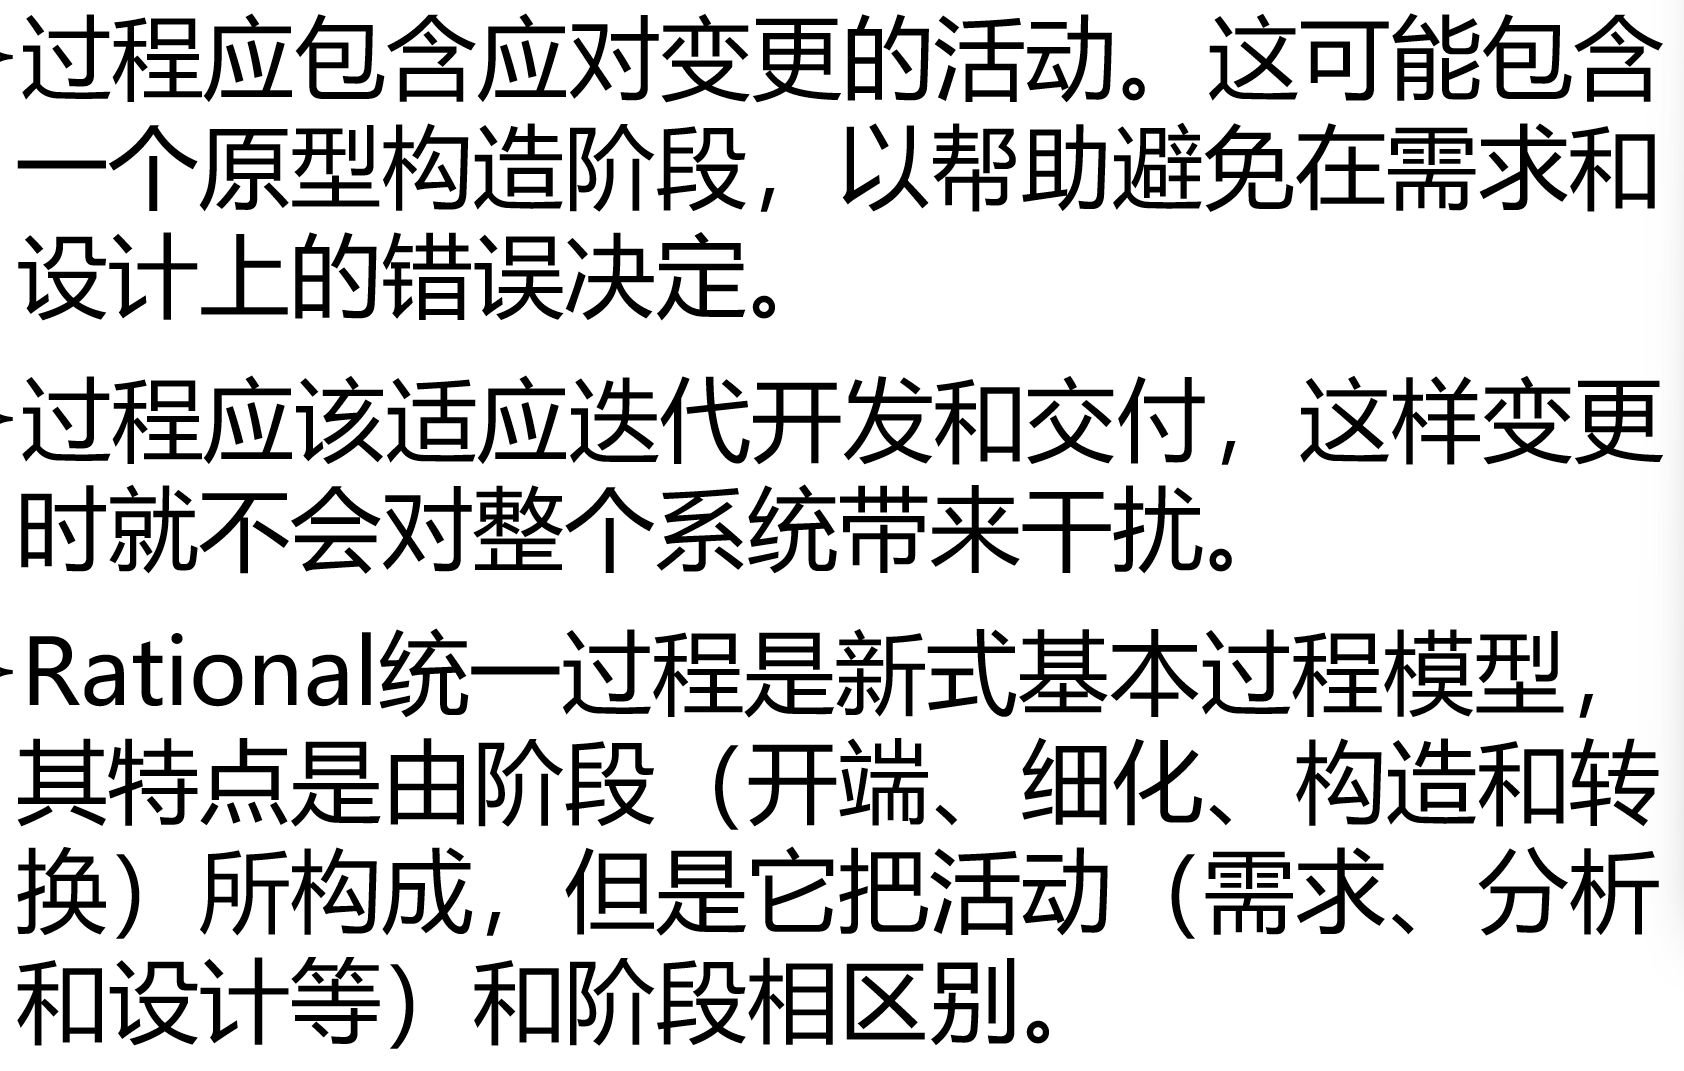 过程应包含应对变更的活动。这可能包含
一个原型构造阶段，以帮助避免在需求和
设计上的错误决定。
过程应该适应迭代开发和交付，这样变更
时就不会对整个系统带来干扰。
Rational统一过程是新式基本过程模型，
其特点是由阶段（开端、细化、构造和转
换）所构成，但是它把活动（需求、分析
和设计等）和阶段相区别。